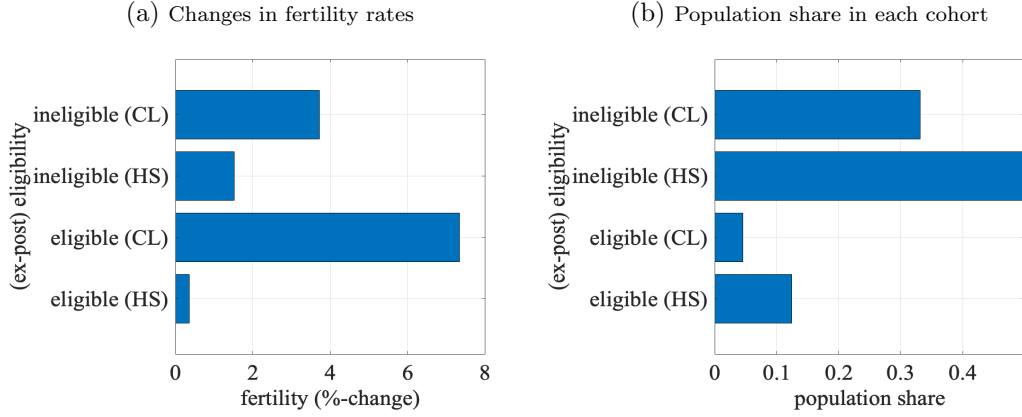 (a) Changes in fertility rates
(ex-post) eligibility
ineligible (CL)
ineligible (HS)
eligible (CL)
eligible (HS)
0 2 4 6 8
fertility (%-change)
(b) Population share in each cohort
(ex-post) eligibility
ineligible (CL)
ineligible (HS)
eligible (CL)
eligible (HS)
0 0.1 0.2 0.3 0.4
population share